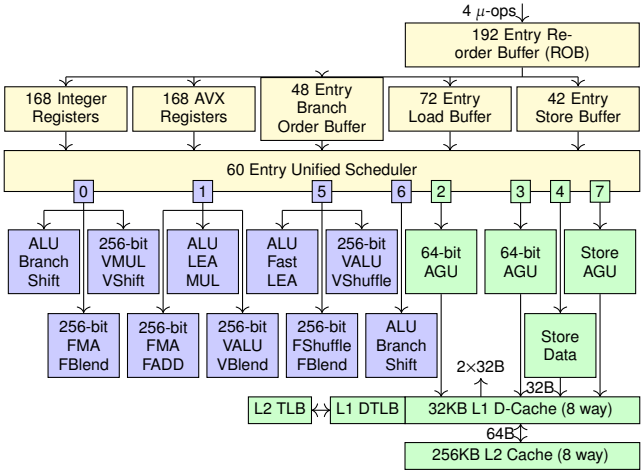 4 μ-ops
192 Entry Re-
order Buffer (ROB)
168 Integer
Registers
168 AVX
Registers
48 Entry
Branch
Order Buffer
72 Entry
Load Buffer
42 Entry
Store Buffer
60 Entry Unified Scheduler
0
1
5
6
2
3
4
7
ALU
Branch
Shift
256-bit
VMUL
VShift
ALU
LEA
MUL
ALU
Fast
LEA
256-bit
VALU
VShuffle
64-bit
AGU
64-bit
AGU
Store
AGU
256-bit
FMA
FBlend
256-bit
FMA
FADD
256-bit
VALU
VBlend
256-bit
FShuffle
FBlend
ALU
Branch
Shift
Store
Data
2×32B
32B
L2 TLB
L1 DTLB
32KB L1 D-Cache (8 way)
64B
256KB L2 Cache (8 way)